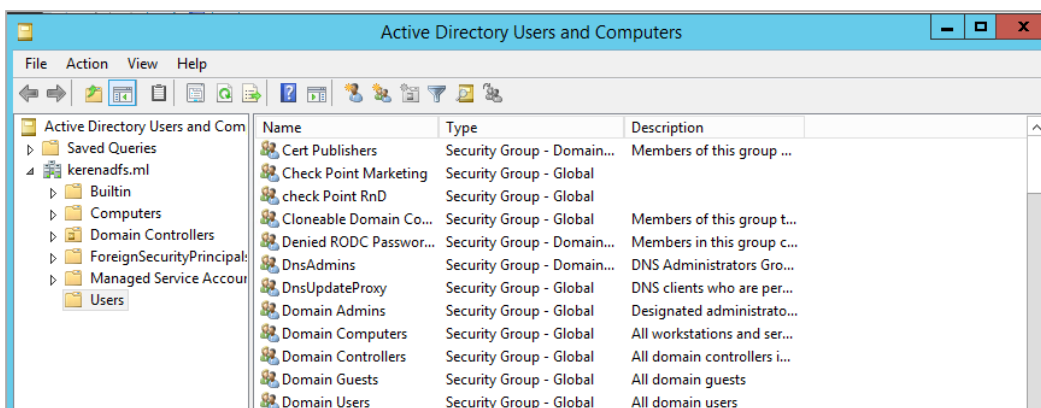 Active Directory Users and Computers
File Action View Help
Active Directory Users and Com
Saved Queries
kerenadfs.ml
Builtin
Computers
Domain Controllers
ForeignSecurityPrincipals
Managed Service Accour
Users
Name Type Description
Cert Publishers Security Group - Domain... Members of this group ...
Check Point Marketing Security Group - Global
check Point RnD Security Group - Global
Cloneable Domain Co... Security Group - Global Members of this group t...
Denied RODC Passwor... Security Group - Domain... Members in this group c...
DnsAdmins Security Group - Domain... DNS Administrators Gro...
DnsUpdateProxy Security Group - Global DNS clients who are per...
Domain Admins Security Group - Global Designated administrato...
Domain Computers Security Group - Global All workstations and ser...
Domain Controllers Security Group - Global All domain controllers i...
Domain Guests Security Group - Global All domain guests
Domain Users Security Group - Global All domain users